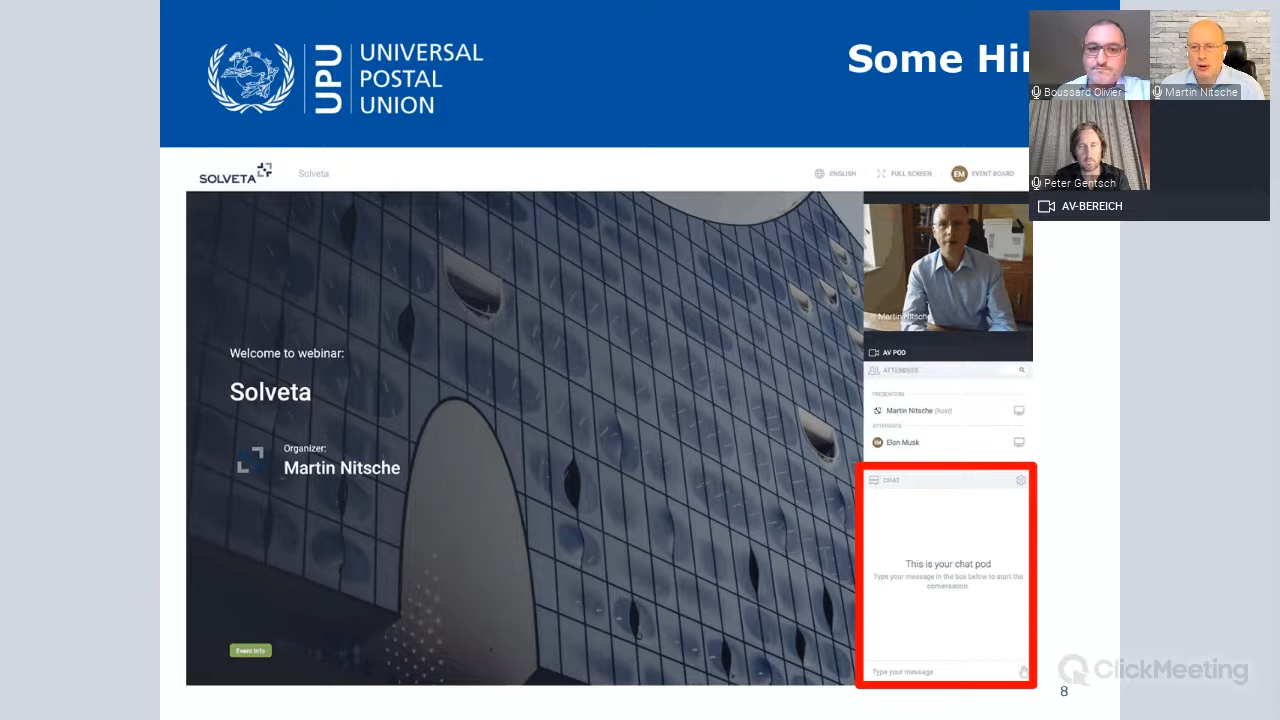 UPU
UNIVERSAL
POSTAL
UNION
Some Hin
Boussard Olivier
Martin Nitsche
Peter Gentsch
AV-BEREICH
SOLVETA
Solveta
ENGLISH
FULL SCREEN
EM
EVENT BOARD
Martin Nitsche
AV POD
ATTENDEES
PRESENTERS
Martin Nitsche (host)
ATTENDEES
EM
Elon Musk
Welcome to webinar:
Solveta
Organizer:
Martin Nitsche
Event info
CHAT
This is your chat pod
Type your message in the box below to start the
conversation.
Type your message
ClickMeeting
8